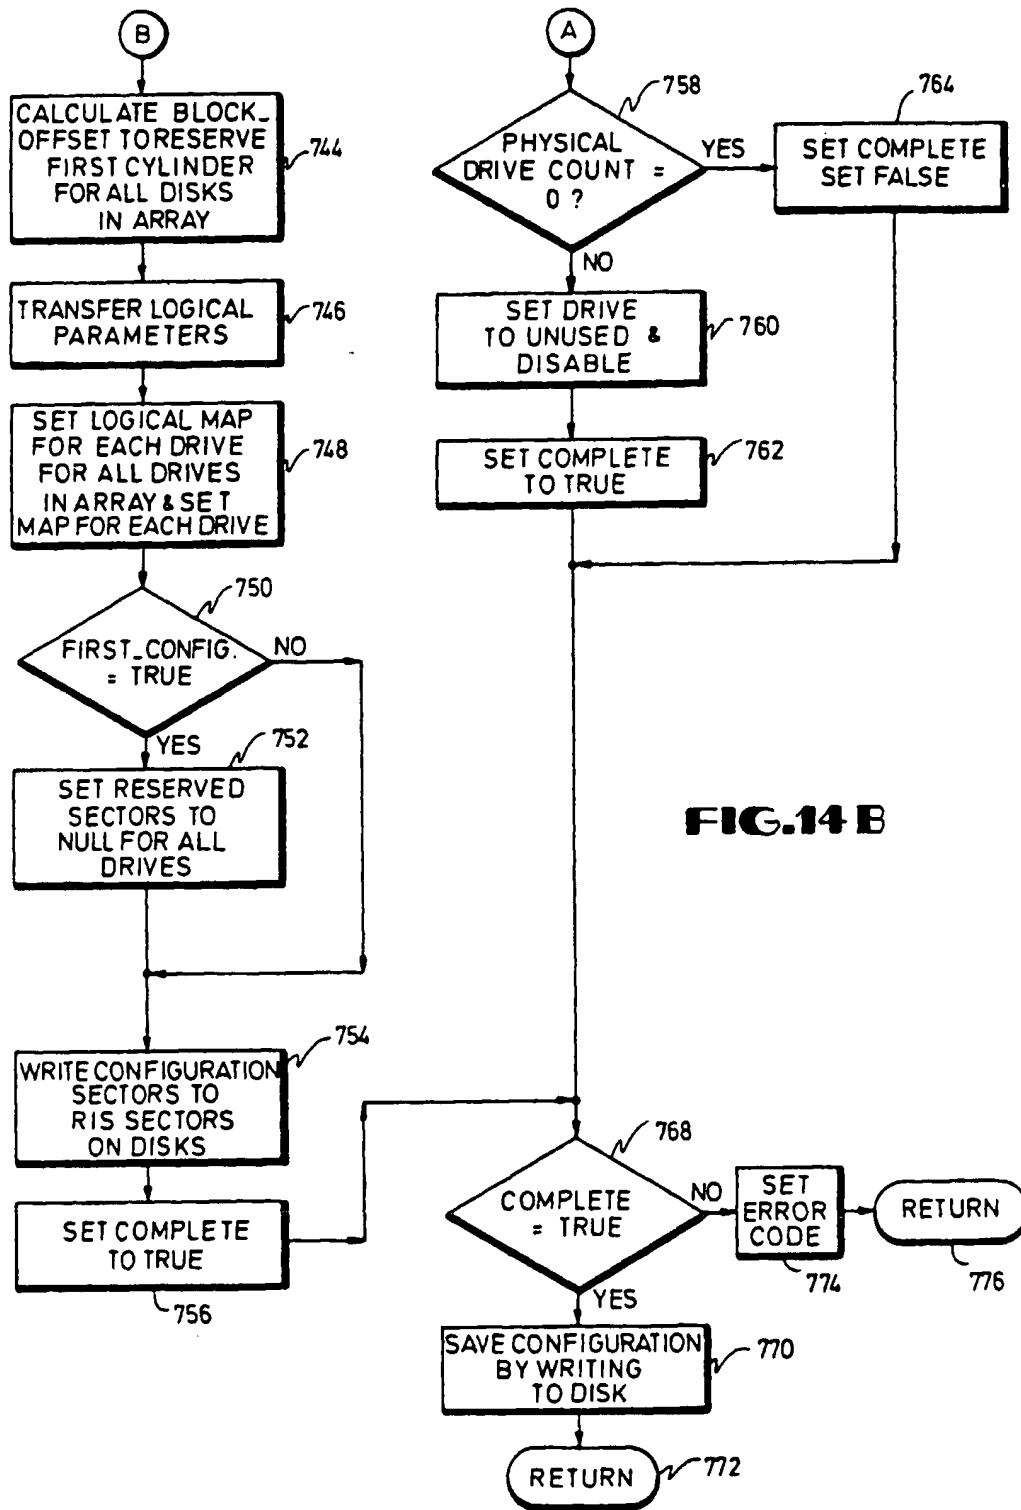 B
CALCULATE BLOCK_
OFFSET TO RESERVE
FIRST CYLINDER
FOR ALL DISKS
IN ARRAY
744
TRANSFER LOGICAL
PARAMETERS
746
SET LOGICAL MAP
FOR EACH DRIVE
FOR ALL DRIVES
IN ARRAY & SET
MAP FOR EACH DRIVE
748
750
FIRST_CONFIG.
= TRUE
NO
YES
752
SET RESERVED
SECTORS TO
NULL FOR ALL
DRIVES
754
WRITE CONFIGURATION
SECTORS TO
RIS SECTORS
ON DISKS
SET COMPLETE
TO TRUE
756
A
758
PHYSICAL
DRIVE COUNT =
0 ?
YES
764
SET COMPLETE
SET FALSE
NO
SET DRIVE
TO UNUSED &
DISABLE
760
SET COMPLETE
TO TRUE
762
FIG.14 B
768
COMPLETE
= TRUE
NO
SET
ERROR
CODE
774
RETURN
776
YES
SAVE CONFIGURATION
BY WRITING
TO DISK
770
RETURN
772